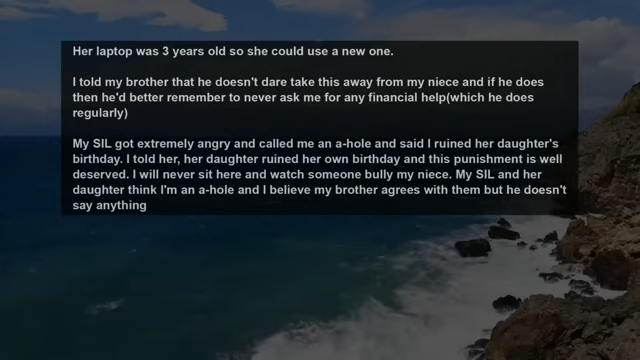 Her laptop was 3 years old so she could use a new one.
I told my brother that he doesn't dare take this away from my niece and if he does
then he'd better remember to never ask me for any financial help(which he does
regularly)
My SIL got extremely angry and called me an a-hole and said I ruined her daughter's
birthday. I told her, her daughter ruined her own birthday and this punishment is well
deserved. I will never sit here and watch someone bully my niece. My SIL and her
daughter think I'm an a-hole and I believe my brother agrees with them but he doesn't
say anything